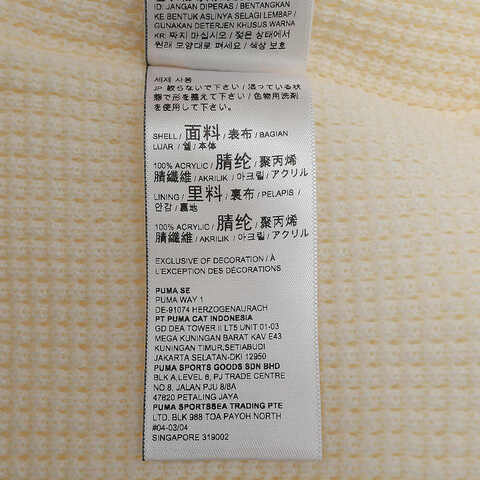 ID: JANGAN DIPERAS / BENTANGKAN
KE BENTUK ASLINYA SELAGI LEMBAP /
GUNAKAN DETERJEN KHUSUS WARNA
KR: 짜지 마십시오 / 젖은 상태에서
원래 모양대로 펴세요 / 색상 보호
세제 사용
JP: 絞らないで下さい / 湿っている状
態で形を整えて下さい / 色物用洗剤
を使用して下さい。
SHELL / 面料 / 表布 / BAGIAN
LUAR / 겉 / 本体
100% ACRYLIC / 腈纶 / 聚丙烯
腈纖維 / AKRILIK / 아크릴 / アクリル
LINING / 里料 / 裏布 / PELAPIS /
안감 / 裏地
100% ACRYLIC / 腈纶 / 聚丙烯
腈纖維 / AKRILIK / 아크릴 / アクリル
EXCLUSIVE OF DECORATION / À
L'EXCEPTION DES DÉCORATIONS
PUMA SE
PUMA WAY 1
DE-91074 HERZOGENAURACH
PT PUMA CAT INDONESIA
GD DEA TOWER II LT5 UNIT 01-03
MEGA KUNINGAN BARAT KAV E43
KUNINGAN TIMUR, SETIABUDI
JAKARTA SELATAN-DKI 12950
PUMA SPORTS GOODS SDN BHD
BLK A, LEVEL 8, PJ TRADE CENTRE
NO.8, JALAN PJU 8/8A
47820 PETALING JAYA
PUMA SPORTSSEA TRADING PTE
LTD. BLK 988 TOA PAYOH NORTH
#04-03/04
SINGAPORE 319002